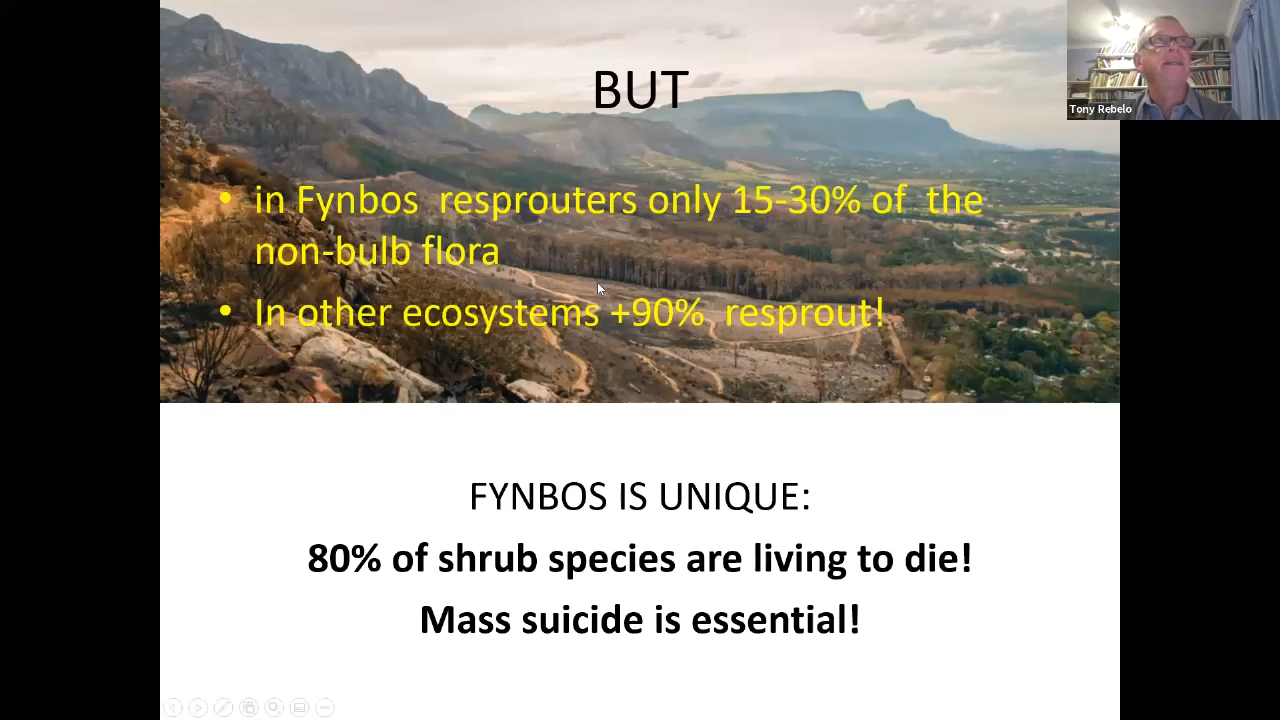 BUT
Tony Rebelo
• in Fynbos resprouters only 15-30% of the
non-bulb flora
• In other ecosystems +90% resprout!
FYNBOS IS UNIQUE:
80% of shrub species are living to die!
Mass suicide is essential!